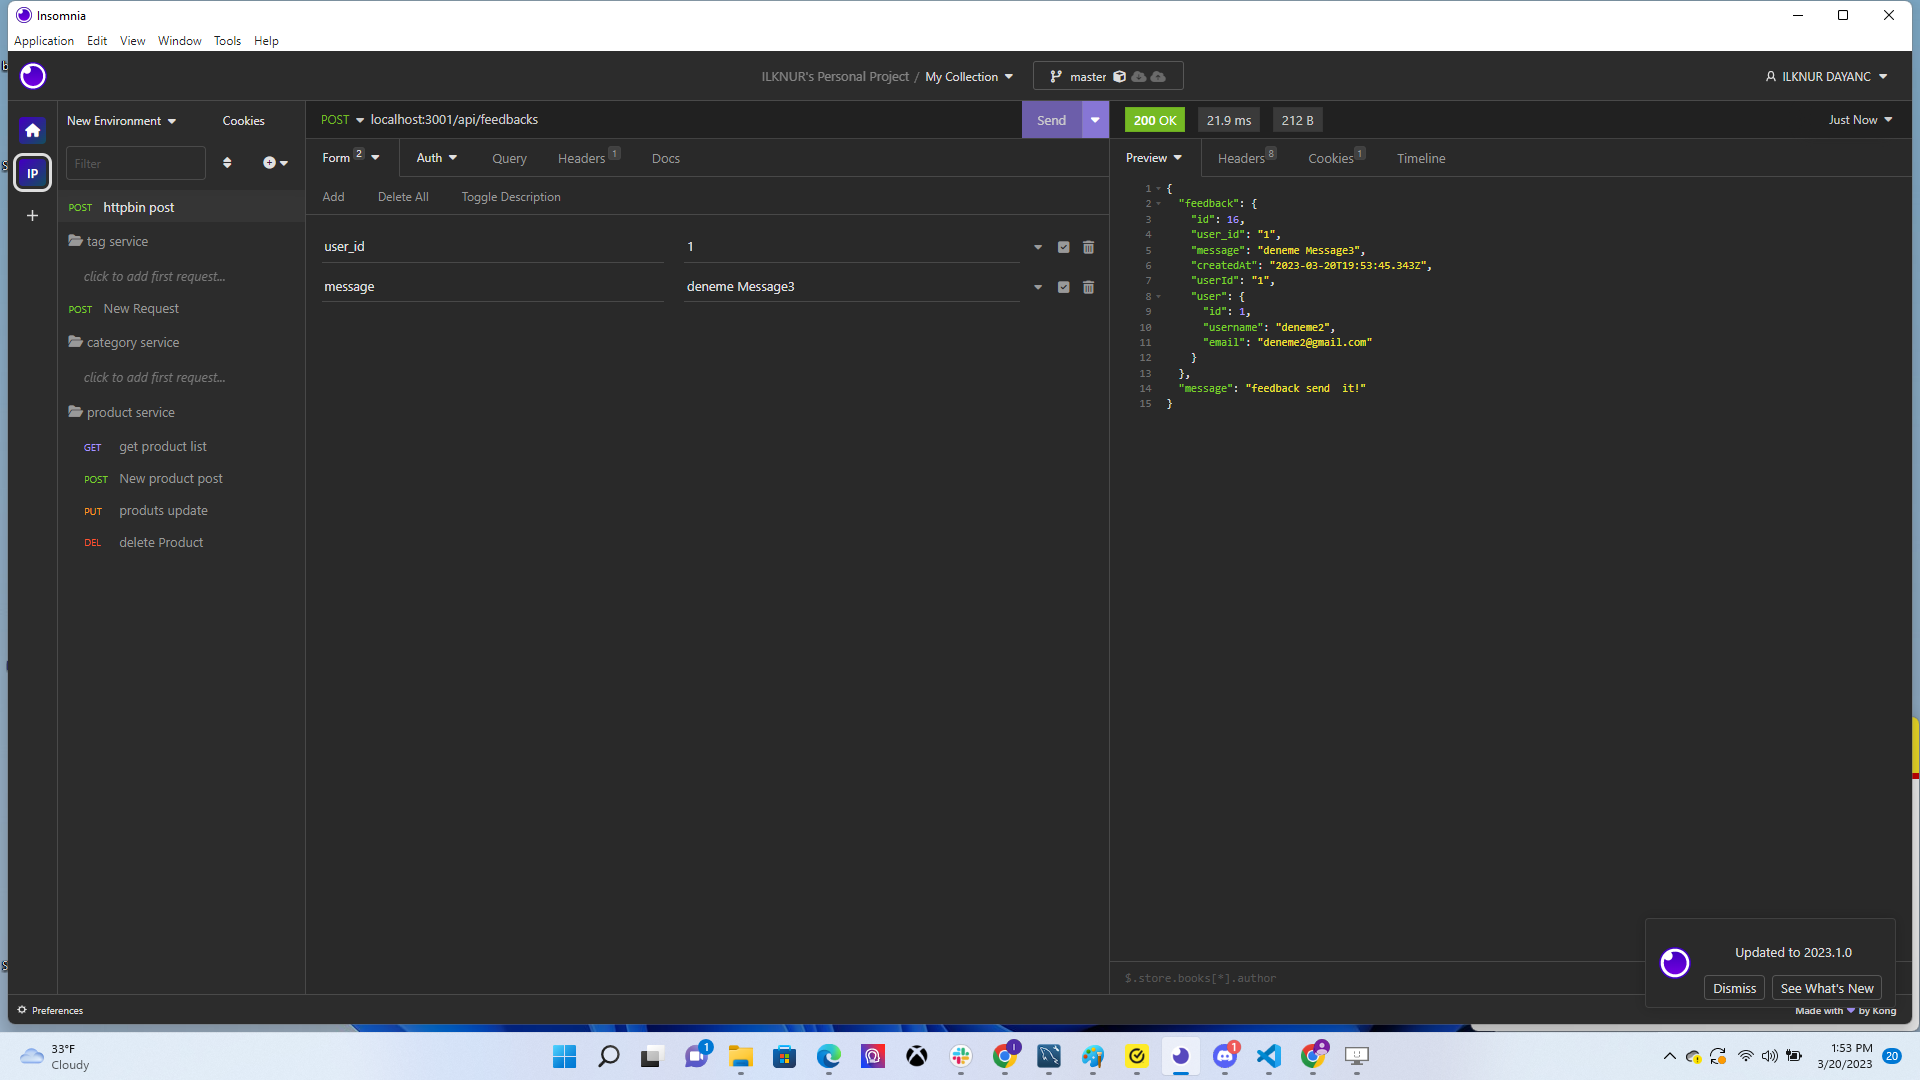 Insomnia
Application Edit View Window Tools Help
ILKNUR's Personal Project / My Collection
master
ILKNUR DAYANC
New Environment
Cookies
POST localhost:3001/api/feedbacks
Send
200 OK
21.9 ms
212 B
Just Now
IP
Filter
Form 2
Auth
Query
Headers 1
Docs
Preview
Headers 8
Cookies 1
Timeline
Add
Delete All
Toggle Description
POST httpbin post
tag service
click to add first request...
POST New Request
category service
click to add first request...
product service
GET get product list
POST New product post
PUT produts update
DEL delete Product
user_id 1
message deneme Message3
1 {
2 "feedback": {
3 "id": 16,
4 "user_id": "1",
5 "message": "deneme Message3",
6 "createdAt": "2023-03-20T19:53:45.343Z",
7 "userId": "1",
8 "user": {
9 "id": 1,
10 "username": "deneme2",
11 "email": "deneme2@gmail.com"
12 }
13 },
14 "message": "feedback send  it!"
15 }
$.store.books[*].author
Updated to 2023.1.0
Dismiss
See What's New
Preferences
Made with by Kong
33°F
Cloudy
1
1
1:53 PM
3/20/2023
20